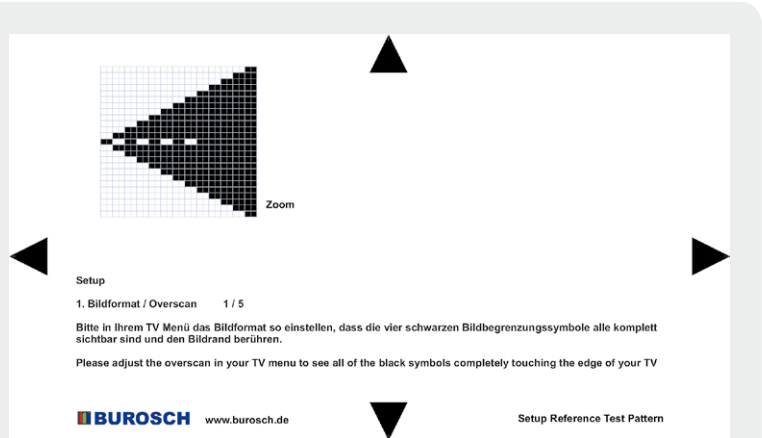 Zoom
Setup
1. Bildformat / Overscan 1 / 5
Bitte in Ihrem TV Menü das Bildformat so einstellen, dass die vier schwarzen Bildbegrenzungssymbole alle komplett
sichtbar sind und den Bildrand berühren.
Please adjust the overscan in your TV menu to see all of the black symbols completely touching the edge of your TV
BUROSCH www.burosch.de Setup Reference Test Pattern